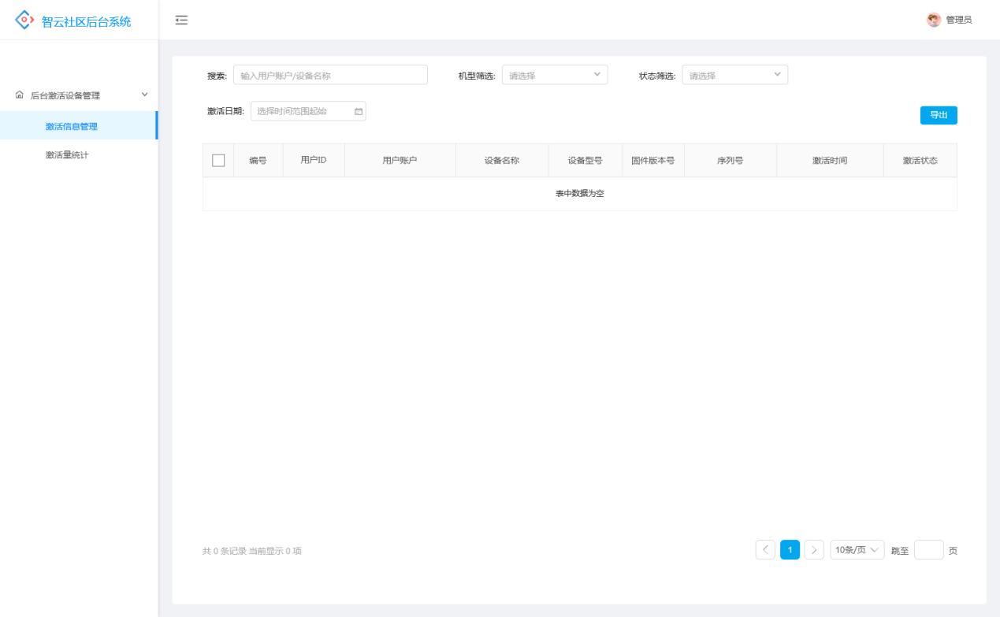 智云社区后台系统
管理员
后台激活设备管理
激活信息管理
激活量统计
搜索: 输入用户账户/设备名称 机型筛选: 请选择 状态筛选: 请选择
激活日期: 选择时间范围起始
导出
编号 用户ID 用户账户 设备名称 设备型号 固件版本号 序列号 激活时间 激活状态
表中数据为空
共 0 条记录 当前显示 0 项
1 10条/页 跳至 页